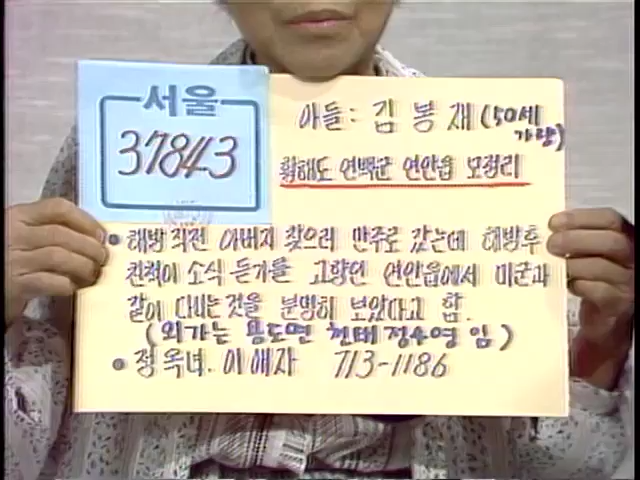 서울
37843
아들: 김봉재 (50세
가량)
황해도 연백군 연안읍 모정리
• 해방직전 아버지 찾으러 만주로 갔는데 해방후
친척이 소식 듣기를 고향인 연안읍에서 미군과
같이 다니는것을 분명히 보았다고 함.
(외가는 용도면 현태 정수영 임)
• 정옥녀. 이애자 713-1186